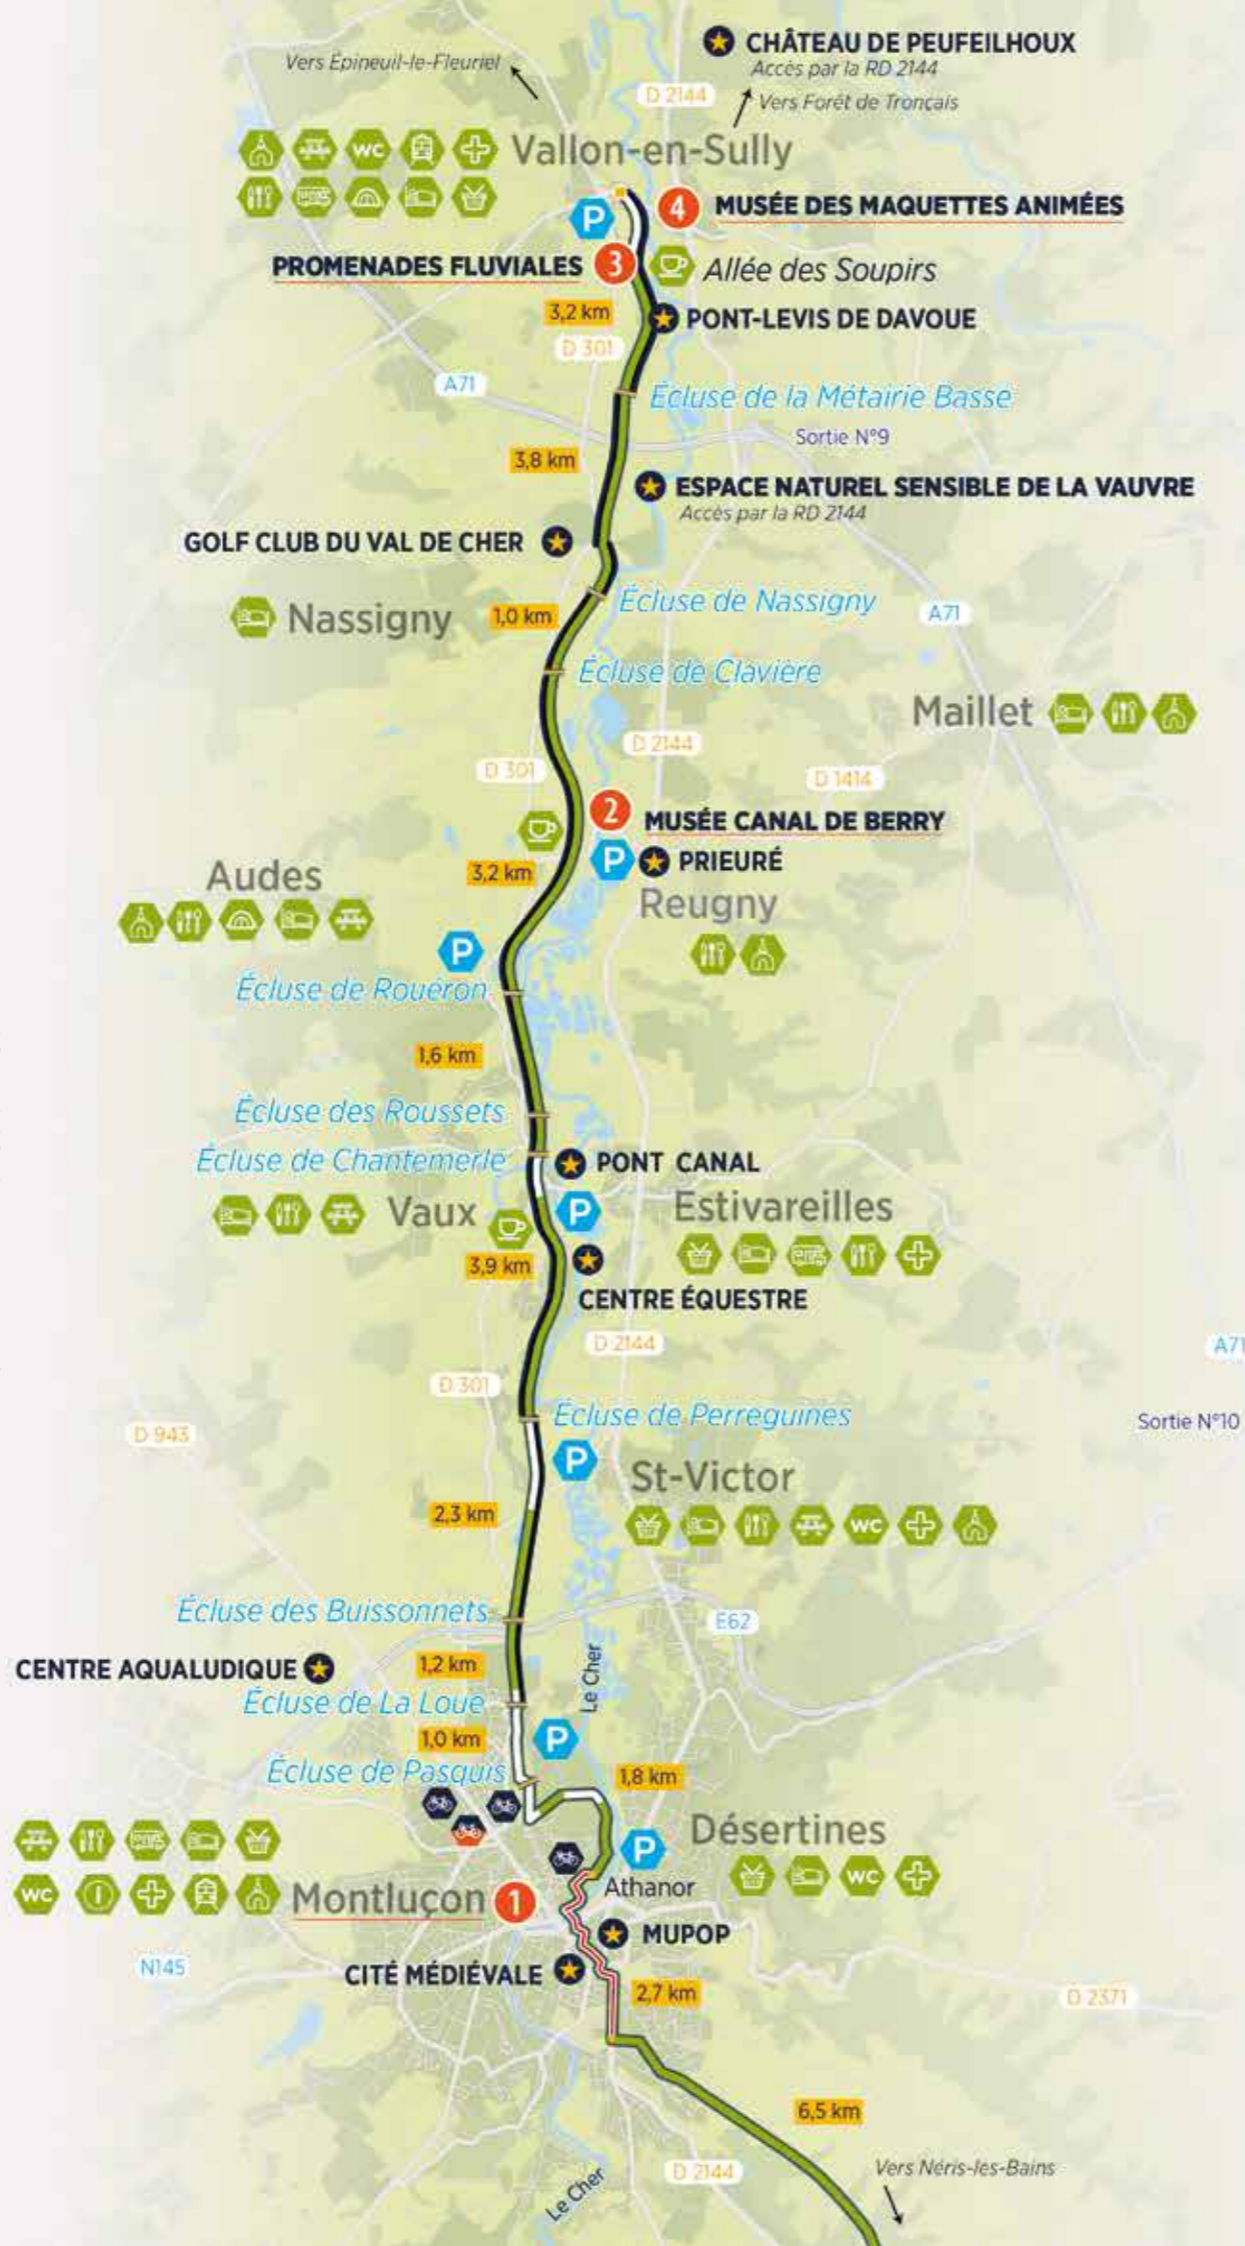 CHÂTEAU DE PEUFEILHOUX
Accès par la RD 2144
Vers Épineuil-le-Fleuriel
D 2144
Vers Forêt de Tronçais
WC
Vallon-en-Sully
P
4
MUSÉE DES MAQUETTES ANIMÉES
PROMENADES FLUVIALES
3
Allée des Soupirs
3,2 km
PONT-LEVIS DE DAVOUE
D 301
A71
Écluse de la Métairie Basse
Sortie N°9
3,8 km
ESPACE NATUREL SENSIBLE DE LA VAUVRE
Accès par la RD 2144
GOLF CLUB DU VAL DE CHER
Écluse de Nassigny
Nassigny
1,0 km
A71
Écluse de Clavière
Maillet
D 2144
D 301
D 1414
2
MUSÉE CANAL DE BERRY
P
PRIEURÉ
Audes
3,2 km
Reugny
P
Écluse de Rouéron
1,6 km
Écluse des Roussets
Écluse de Chantemerle
PONT CANAL
Vaux
P
Estivareilles
3,9 km
CENTRE ÉQUESTRE
D 2144
A71
D 301
Écluse de Perreguines
Sortie N°10
D 943
P
St-Victor
2,3 km
WC
Écluse des Buissonnets
E62
CENTRE AQUALUDIQUE
1,2 km
Le Cher
Écluse de La Loue
1,0 km
P
Écluse de Pasquis
1,8 km
P
Désertines
WC
Athanor
WC
Montluçon
1
MUPOP
N145
CITÉ MÉDIÉVALE
2,7 km
D 2371
6,5 km
D 2144
Vers Néris-les-Bains
Le Cher